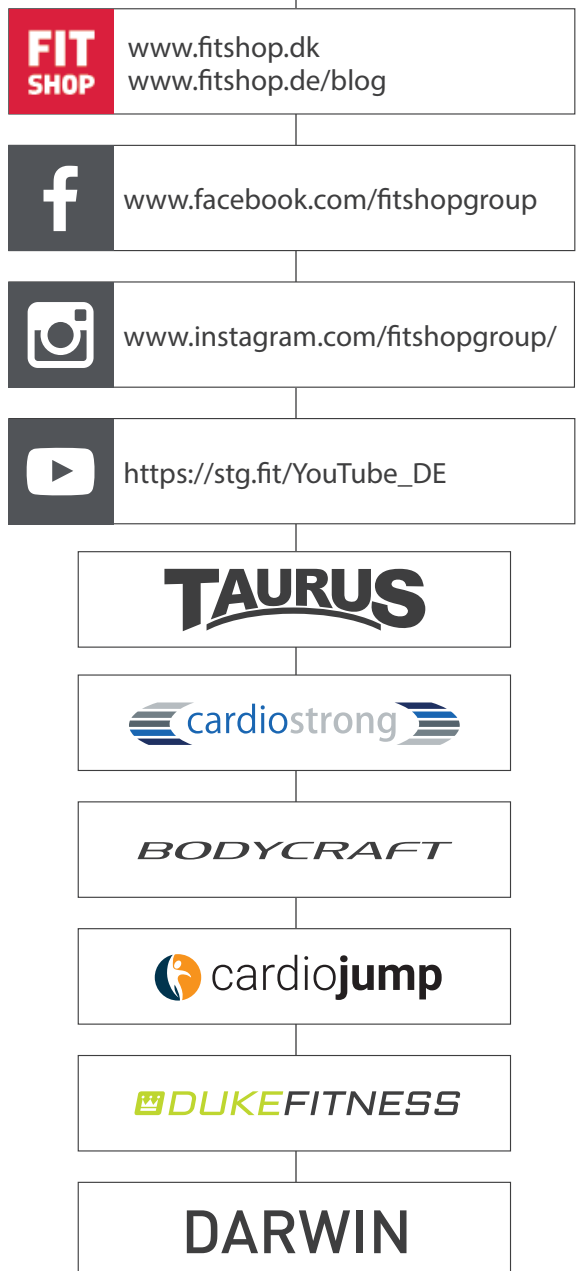 FIT
SHOP
www.fitshop.dk
www.fitshop.de/blog
f
www.facebook.com/fitshopgroup
www.instagram.com/fitshopgroup/
https://stg.fit/YouTube_DE
TAURUS
cardiostrong
BODYCRAFT
cardiojump
DUKEFITNESS
DARWIN